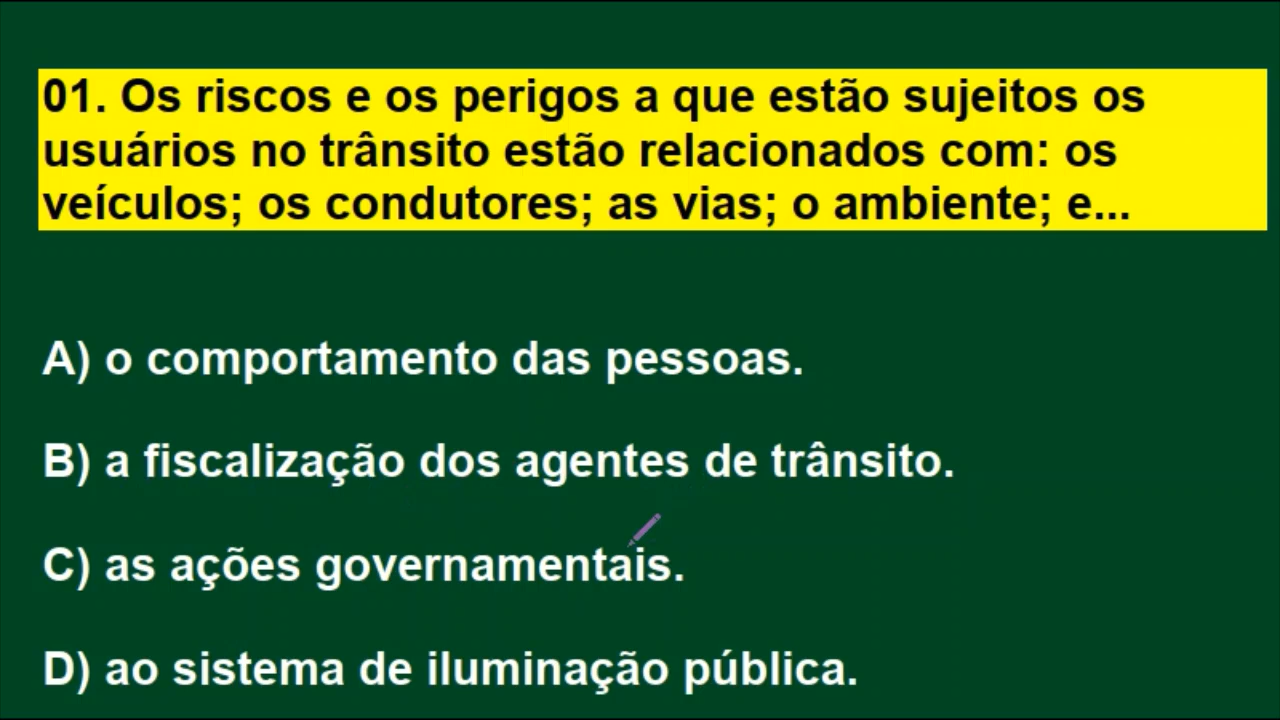 01. Os riscos e os perigos a que estão sujeitos os
usuários no trânsito estão relacionados com: os
veículos; os condutores; as vias; o ambiente; e...
A) o comportamento das pessoas.
B) a fiscalização dos agentes de trânsito.
C) as ações governamentais.
D) ao sistema de iluminação pública.